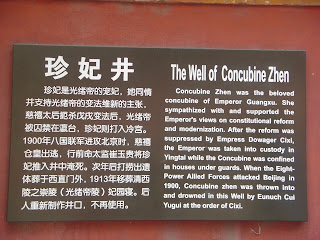 珍妃井
珍妃是光绪帝的宠妃，她同情
井支持光绪帝的变法维新的主张，
慈禧太后扼杀戊戌变法后，光绪帝
被囚禁在瀛台，珍妃则打入冷宫。
1900年八国联军进攻北京时，慈禧
仓皇出逃，行前命太监崔玉贵将珍
妃推入井中淹死。次年后打捞出遗
体葬于西直门外，1913年移葬清西
陵之崇陵（光绪帝陵）妃园寝。后
人重新制作井口，不再使用。
The Well of Concubine Zhen
Concubine Zhen was the beloved
concubine of Emperor Guangxu. She
sympathized with and supported the
Emperor's views on constitutional reform
and modernization. After the reform was
suppressed by Empress Dowager Cixi,
the Emperor was taken into custody in
Yingtai while the Concubine was confined
in houses under guards. When the Eight-
Power Allied Forces attacked Beijing in
1900, Concubine zhen was thrown into
and drowned in this Well by Eunuch Cui
Yugui at the order of Cixi.